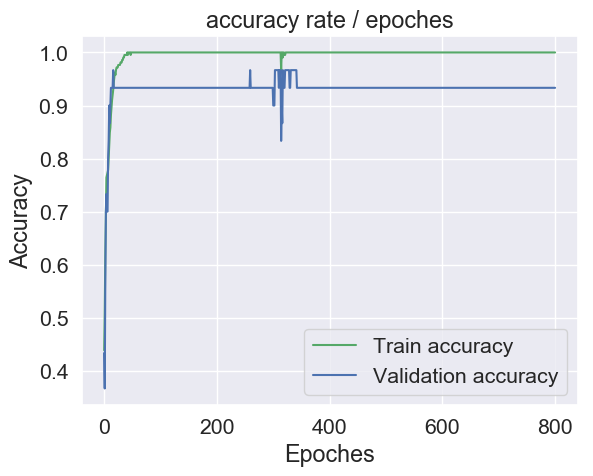 accuracy rate / epoches
1.0
0.9
0.8
0.7
0.6
0.5
0.4
Accuracy
Train accuracy
Validation accuracy
0 200 400 600 800
Epoches